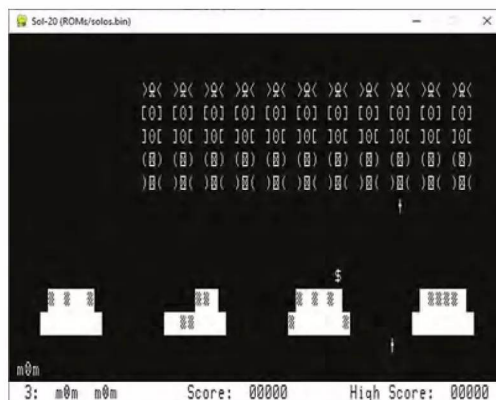 Sol-20 (ROMs/solos.bin)
)Ω( )Ω( )Ω( )Ω( )Ω( )Ω( )Ω( )Ω( )Ω( )Ω( )Ω(
[0] [0] [0] [0] [0] [0] [0] [0] [0] [0] [0]
]0[ ]0[ ]0[ ]0[ ]0[ ]0[ ]0[ ]0[ ]0[ ]0[ ]0[
$
m0m
3: m0m m0m Score: 00000 High Score: 00000